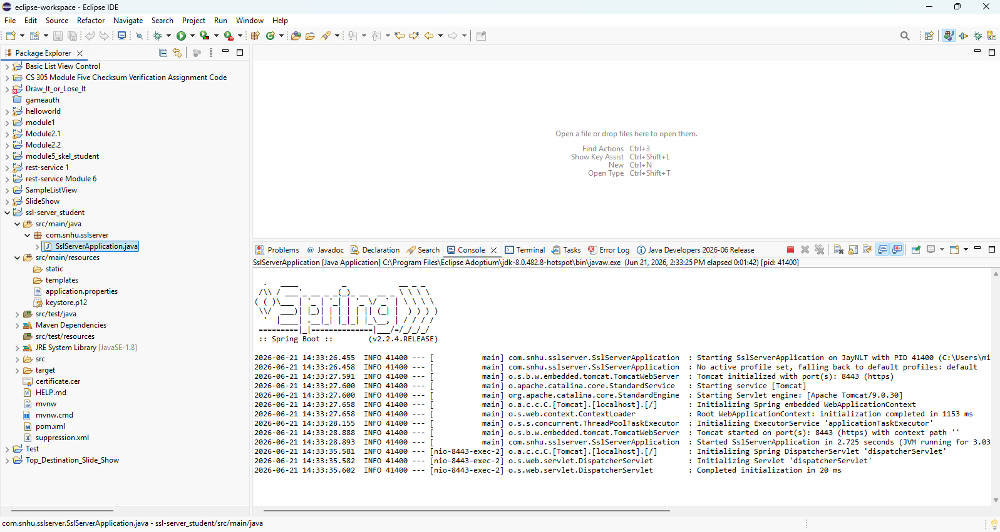 eclipse-workspace - Eclipse IDE
File Edit Source Refactor Navigate Search Project Run Window Help
Package Explorer
Basic List View Control
CS 305 Module Five Checksum Verification Assignment Code
Draw_It_or_Lose_It
gameauth
helloworld
module1
Module2.1
Module2.2
module5_skel_student
rest-service 1
rest-service Module 6
SampleListView
SlideShow
ssl-server_student
src/main/java
com.snhu.sslserver
SslServerApplication.java
src/main/resources
static
templates
application.properties
keystore.p12
src/test/java
Maven Dependencies
src/test/resources
JRE System Library [JavaSE-1.8]
src
target
certificate.cer
HELP.md
mvnw
mvnw.cmd
pom.xml
suppression.xml
Test
Top_Destination_Slide_Show
Open a file or drop files here to open them.
Find Actions Ctrl+3
Show Key Assist Ctrl+Shift+L
New Ctrl+N
Open Type Ctrl+Shift+T
Problems @ Javadoc Declaration Search Console Terminal Tasks Error Log Java Developers 2026-06 Release
SslServerApplication [Java Application] C:\Program Files\Eclipse Adoptium\jdk-8.0.482.8-hotspot\bin\javaw.exe (Jun 21, 2026, 2:33:25 PM elapsed 0:01:42) [pid: 41400]
Spring
:: Spring Boot :: (v2.2.4.RELEASE)
2026-06-21 14:33:26.455 INFO 41400 --- [ main] com.snhu.sslserver.SslServerApplication : Starting SslServerApplication on JayNLT with PID 41400 (C:\Users\mi
2026-06-21 14:33:26.458 INFO 41400 --- [ main] com.snhu.sslserver.SslServerApplication : No active profile set, falling back to default profiles: default
2026-06-21 14:33:27.591 INFO 41400 --- [ main] o.s.b.w.embedded.tomcat.TomcatWebServer : Tomcat initialized with port(s): 8443 (https)
2026-06-21 14:33:27.600 INFO 41400 --- [ main] o.apache.catalina.core.StandardService : Starting service [Tomcat]
2026-06-21 14:33:27.600 INFO 41400 --- [ main] org.apache.catalina.core.StandardEngine : Starting Servlet engine: [Apache Tomcat/9.0.30]
2026-06-21 14:33:27.658 INFO 41400 --- [ main] o.a.c.c.C.[Tomcat].[localhost].[/] : Initializing Spring embedded WebApplicationContext
2026-06-21 14:33:27.658 INFO 41400 --- [ main] o.s.web.context.ContextLoader : Root WebApplicationContext: initialization completed in 1153 ms
2026-06-21 14:33:28.155 INFO 41400 --- [ main] o.s.s.concurrent.ThreadPoolTaskExecutor : Initializing ExecutorService 'applicationTaskExecutor'
2026-06-21 14:33:28.888 INFO 41400 --- [ main] o.s.b.w.embedded.tomcat.TomcatWebServer : Tomcat started on port(s): 8443 (https) with context path ''
2026-06-21 14:33:28.893 INFO 41400 --- [ main] com.snhu.sslserver.SslServerApplication : Started SslServerApplication in 2.725 seconds (JVM running for 3.03
2026-06-21 14:33:35.581 INFO 41400 --- [nio-8443-exec-2] o.a.c.c.C.[Tomcat].[localhost].[/] : Initializing Spring DispatcherServlet 'dispatcherServlet'
2026-06-21 14:33:35.582 INFO 41400 --- [nio-8443-exec-2] o.s.web.servlet.DispatcherServlet : Initializing Servlet 'dispatcherServlet'
2026-06-21 14:33:35.602 INFO 41400 --- [nio-8443-exec-2] o.s.web.servlet.DispatcherServlet : Completed initialization in 20 ms
com.snhu.sslserver.SslServerApplication.java - ssl-server_student/src/main/java